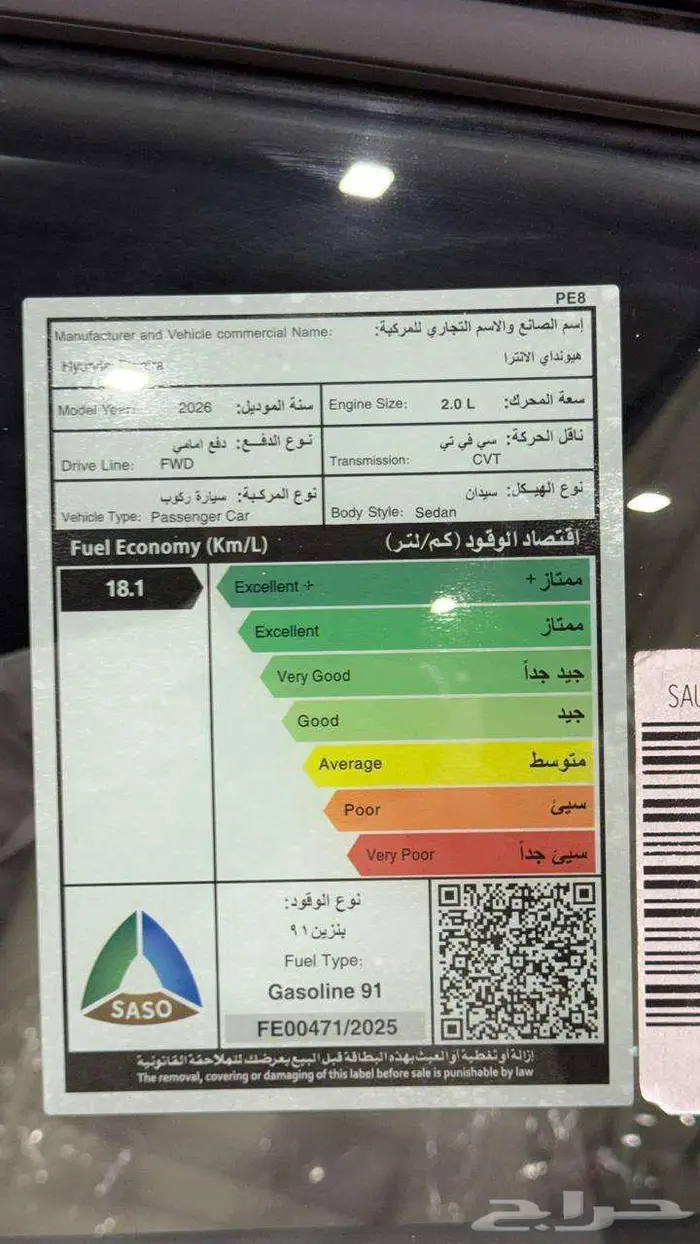 PE8
Manufacturer and Vehicle commercial Name: إسم الصانع والاسم التجاري للمركبة:
هيونداي الانترا
Hyundai
Model Year: 2026 سنة الموديل:
Engine Size: 2.0 L سعة المحرك:
نوع الدفع: دفع امامي
Drive Line: FWD
ناقل الحركة: سي في تي
Transmission: CVT
نوع المركبة: سيارة ركوب
Vehicle Type: Passenger Car
نوع الهيكل: سيدان
Body Style: Sedan
Fuel Economy (Km/L) اقتصاد الوقود (كم/لتر)
18.1
Excellent + ممتاز +
Excellent ممتاز
Very Good جيد جداً
Good جيد
Average متوسط
Poor سيئ
Very Poor سيئ جداً
SASO
نوع الوقود:
بنزين ٩١
Fuel Type:
Gasoline 91
FE00471/2025
إزالة أو تغطية أو العبث بهذه البطاقة قبل البيع يعرضك للملاحقة القانونية
The removal, covering or damaging of this label before sale is punishable by law
SAU
حراج